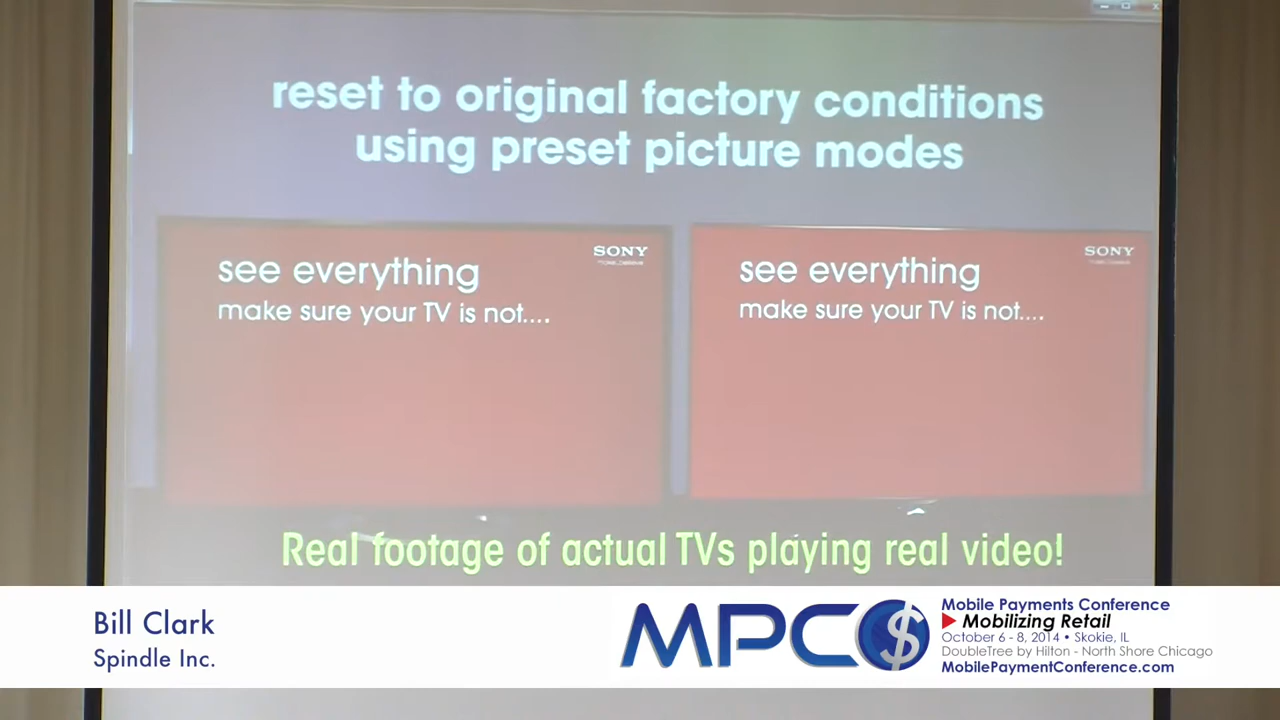 reset to original factory conditions
using preset picture modes
SONY
see everything
make sure your TV is not....
SONY
see everything
make sure your TV is not....
Real footage of actual TVs playing real video!
Bill Clark
Spindle Inc.
MPC$
Mobile Payments Conference
Mobilizing Retail
October 6 - 8, 2014 • Skokie, IL
DoubleTree by Hilton - North Shore Chicago
MobilePaymentConference.com